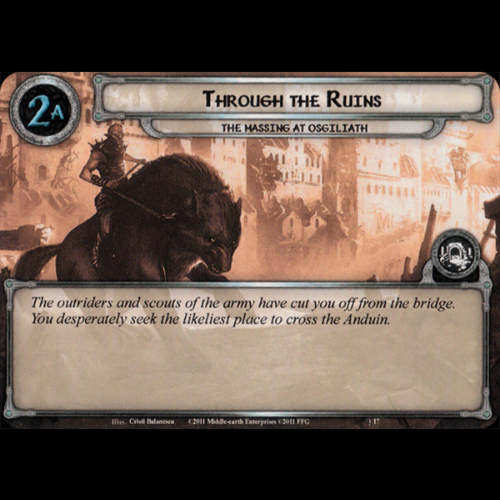 2A
THROUGH THE RUINS
THE MASSING AT OSGILIATH
The outriders and scouts of the army have cut you off from the bridge.
You desperately seek the likeliest place to cross the Anduin.
Illus. Cristi Balanescu ©2011 Middle-earth Enterprises ©2011 FFG 17